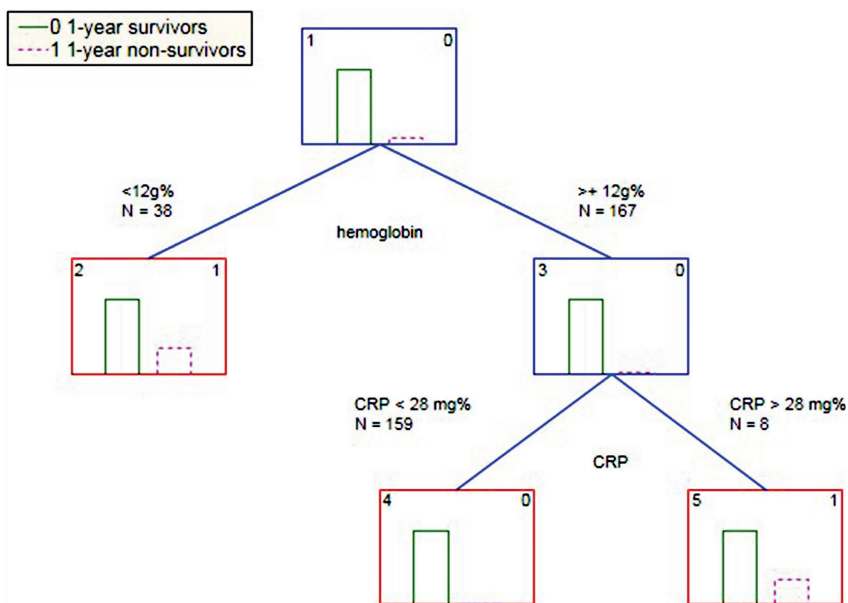 0 1-year survivors
1 1-year non-survivors
1 0
<12g%
N = 38
>+ 12g%
N = 167
hemoglobin
2 1
3 0
CRP < 28 mg%
N = 159
CRP > 28 mg%
N = 8
CRP
4 0
5 1